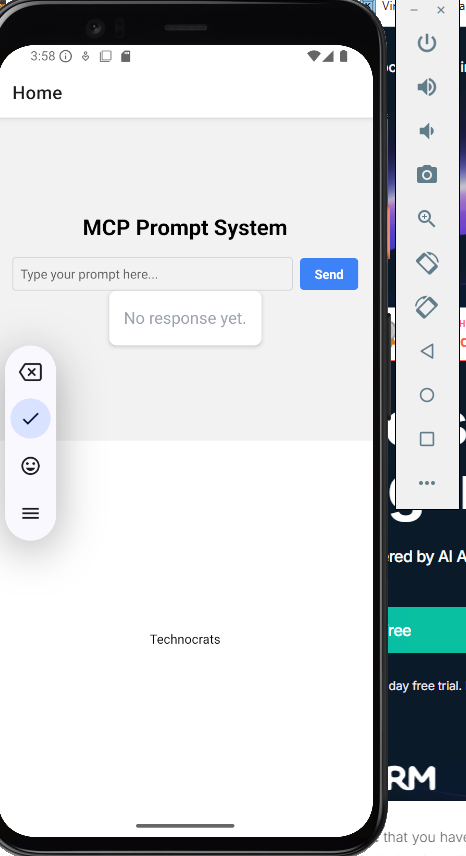 3:58
Home
MCP Prompt System
Type your prompt here...
Send
No response yet.
Technocrats
ered by AI A
ree
day free trial.
RM
that you have